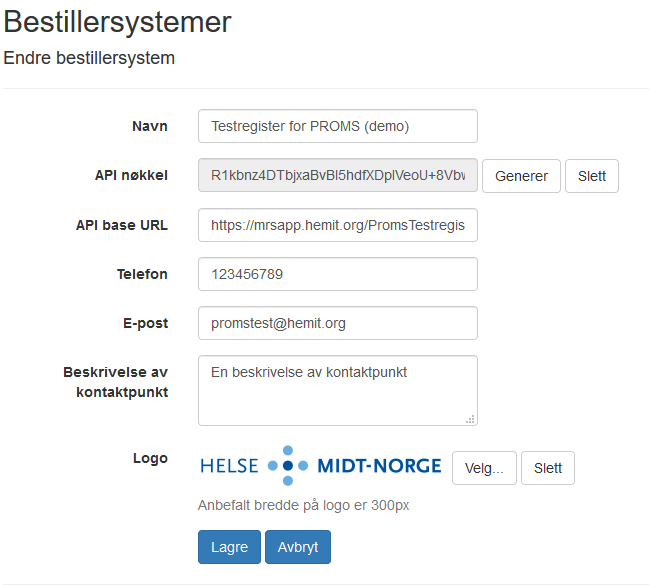 Bestillersystemer
Endre bestillersystem
Navn Testregister for PROMS (demo)
API nøkkel R1kbnz4DTbjxaBvBl5hdfXDplVeoU+8Vbv Generer Slett
API base URL https://mrsapp.hemit.org/PromsTestregis
Telefon 123456789
E-post promstest@hemit.org
Beskrivelse av En beskrivelse av kontaktpunkt
kontaktpunkt
Logo HELSE MIDT-NORGE Velg... Slett
Anbefalt bredde på logo er 300px
Lagre Avbryt